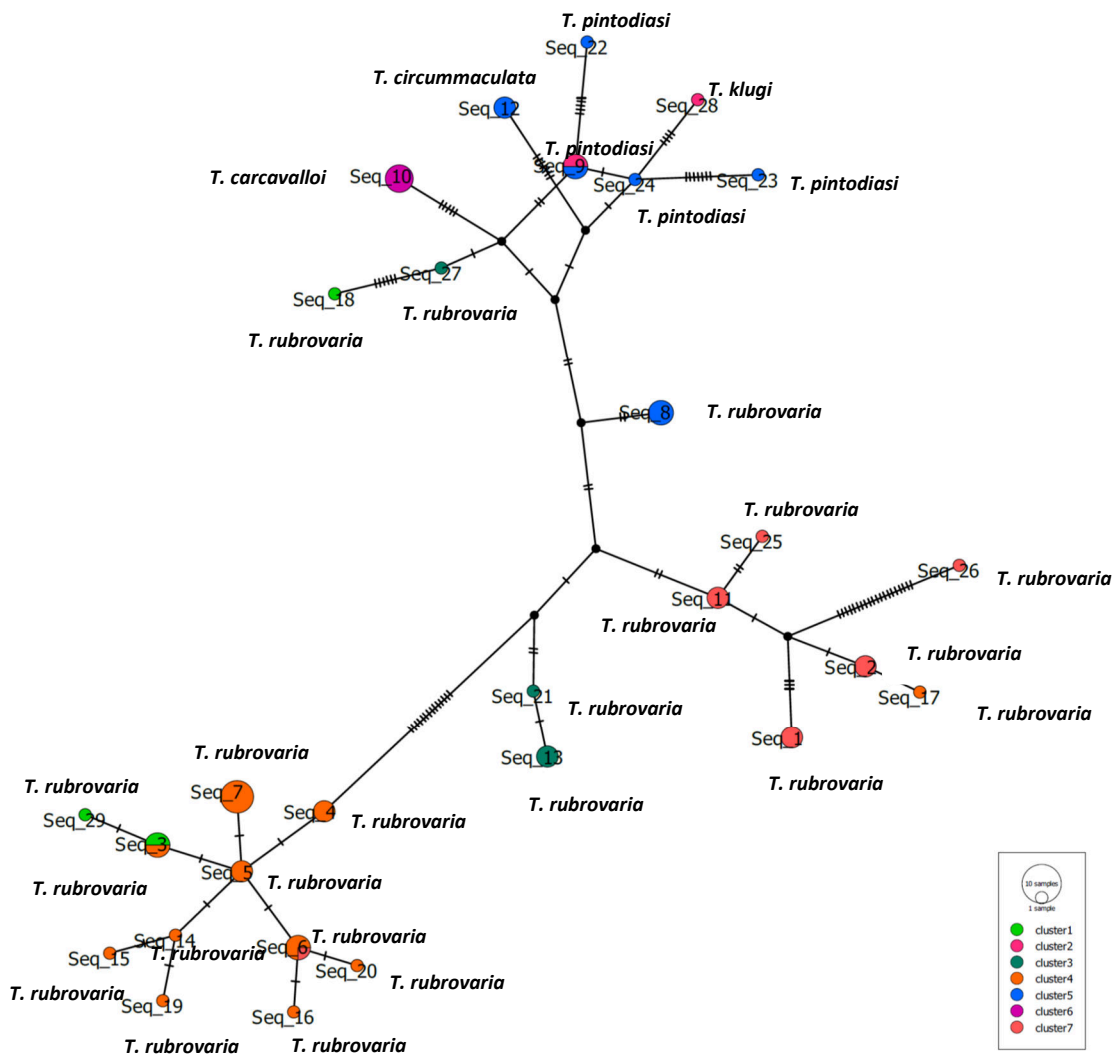 T. pintodiasi
Seq_22
T. circummaculata
T. klugi
Seq_12
Seq_28
T. pintodiasi
Seq_9
T. carcavalloi
Seq_10
Seq_24
Seq_23
T. pintodiasi
T. pintodiasi
Seq_27
Seq_18
T. rubrovaria
T. rubrovaria
Seq_8
T. rubrovaria
T. rubrovaria
Seq_25
Seq_26
T. rubrovaria
Seq_11
T. rubrovaria
T. rubrovaria
Seq_2
Seq_17
T. rubrovaria
Seq_21
T. rubrovaria
Seq_1
Seq_13
T. rubrovaria
T. rubrovaria
T. rubrovaria
T. rubrovaria
Seq_7
Seq_4
T. rubrovaria
Seq_29
Seq_3
Seq_5
T. rubrovaria
T. rubrovaria
T. rubrovaria
Seq_14
Seq_6
T. rubrovaria
Seq_15
Seq_20
T. rubrovaria
T. rubrovaria
Seq_19
Seq_16
T. rubrovaria
T. rubrovaria
10 samples
1 sample
cluster1
cluster2
cluster3
cluster4
cluster5
cluster6
cluster7